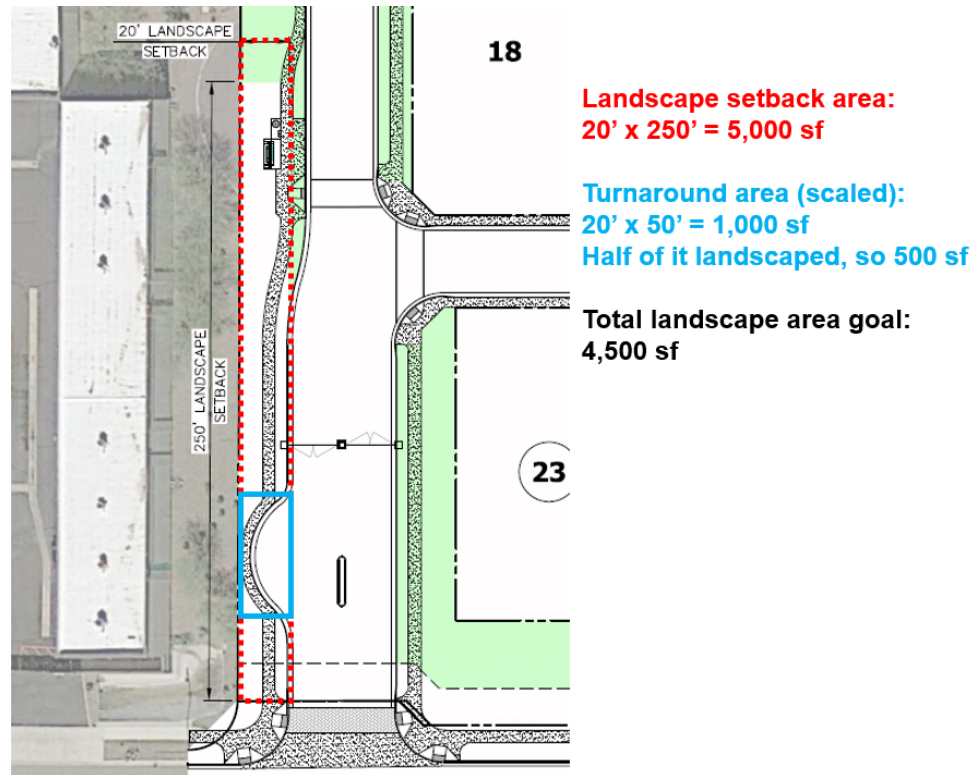 20' LANDSCAPE
SETBACK
18
Landscape setback area:
20’ x 250’ = 5,000 sf
Turnaround area (scaled):
20’ x 50’ = 1,000 sf
Half of it landscaped, so 500 sf
Total landscape area goal:
4,500 sf
250' LANDSCAPE
SETBACK
23